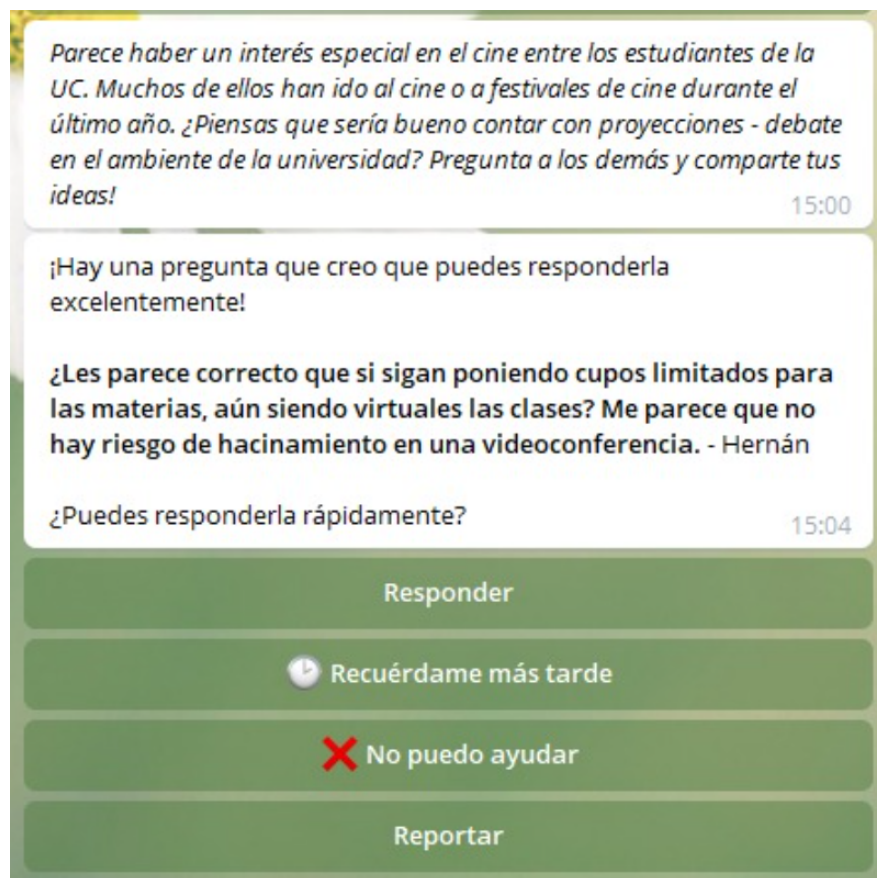 Parece haber un interés especial en el cine entre los estudiantes de la
UC. Muchos de ellos han ido al cine o a festivales de cine durante el
último año. ¿Piensas que sería bueno contar con proyecciones - debate
en el ambiente de la universidad? Pregunta a los demás y comparte tus
ideas!
15:00
¡Hay una pregunta que creo que puedes responderla
excelentemente!
¿Les parece correcto que si sigan poniendo cupos limitados para
las materias, aún siendo virtuales las clases? Me parece que no
hay riesgo de hacinamiento en una videoconferencia. - Hernán
¿Puedes responderla rápidamente?
15:04
Responder
Recuérdame más tarde
No puedo ayudar
Reportar